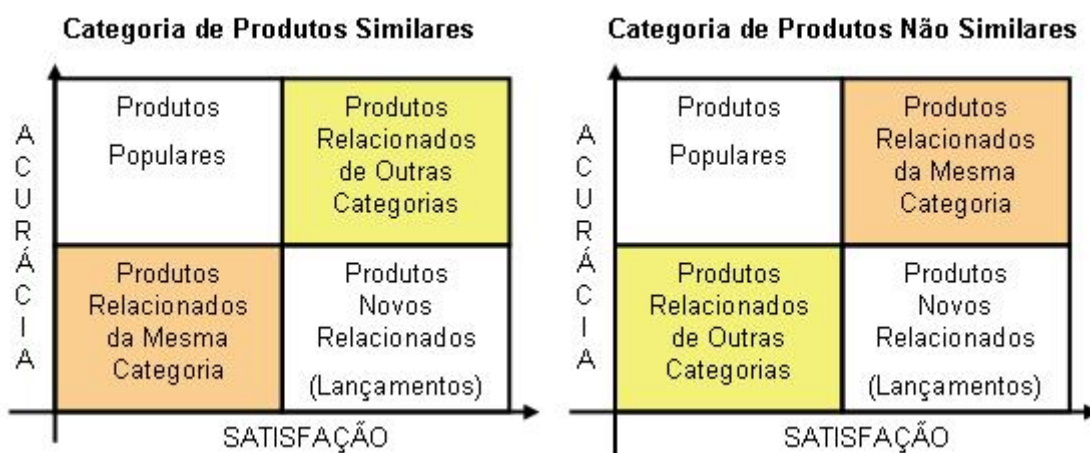 Categoria de Produtos Similares
ACURÁCIA
Produtos
Populares
Produtos
Relacionados
de Outras
Categorias
Produtos
Relacionados
da Mesma
Categoria
Produtos
Novos
Relacionados
(Lançamentos)
SATISFAÇÃO
Categoria de Produtos Não Similares
ACURÁCIA
Produtos
Populares
Produtos
Relacionados
da Mesma
Categoria
Produtos
Relacionados
de Outras
Categorias
Produtos
Novos
Relacionados
(Lançamentos)
SATISFAÇÃO